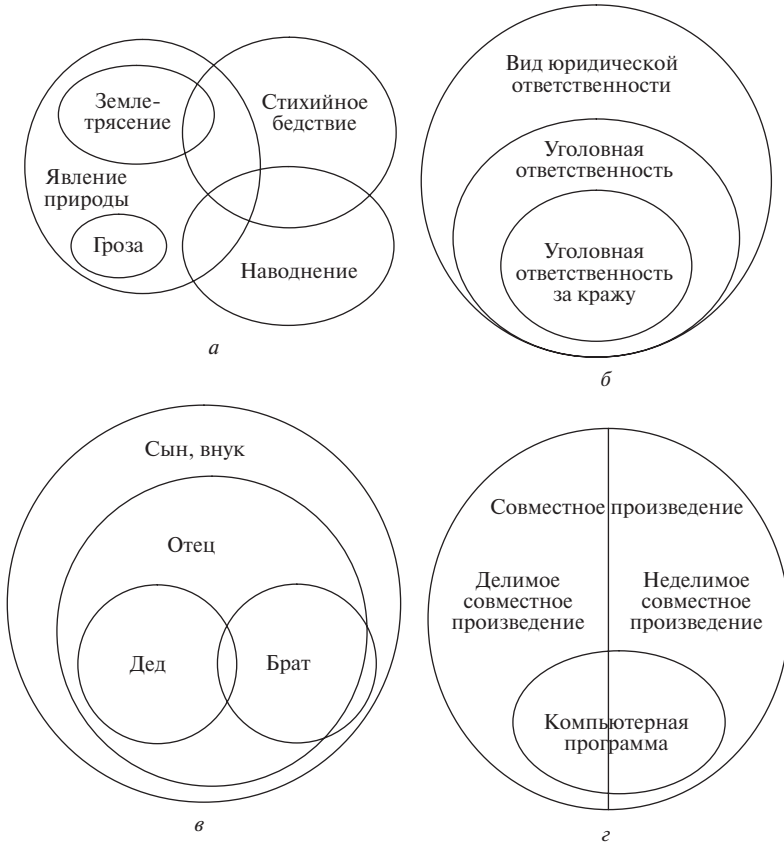 Земле-
трясение
Стихийное
бедствие
Явление
природы
Гроза
Наводнение
а
Вид юридической
ответственности
Уголовная
ответственность
Уголовная
ответственность
за кражу
б
Сын, внук
Отец
Дед
Брат
в
Совместное произведение
Делимое
совместное
произведение
Неделимое
совместное
произведение
Компьютерная
программа
г